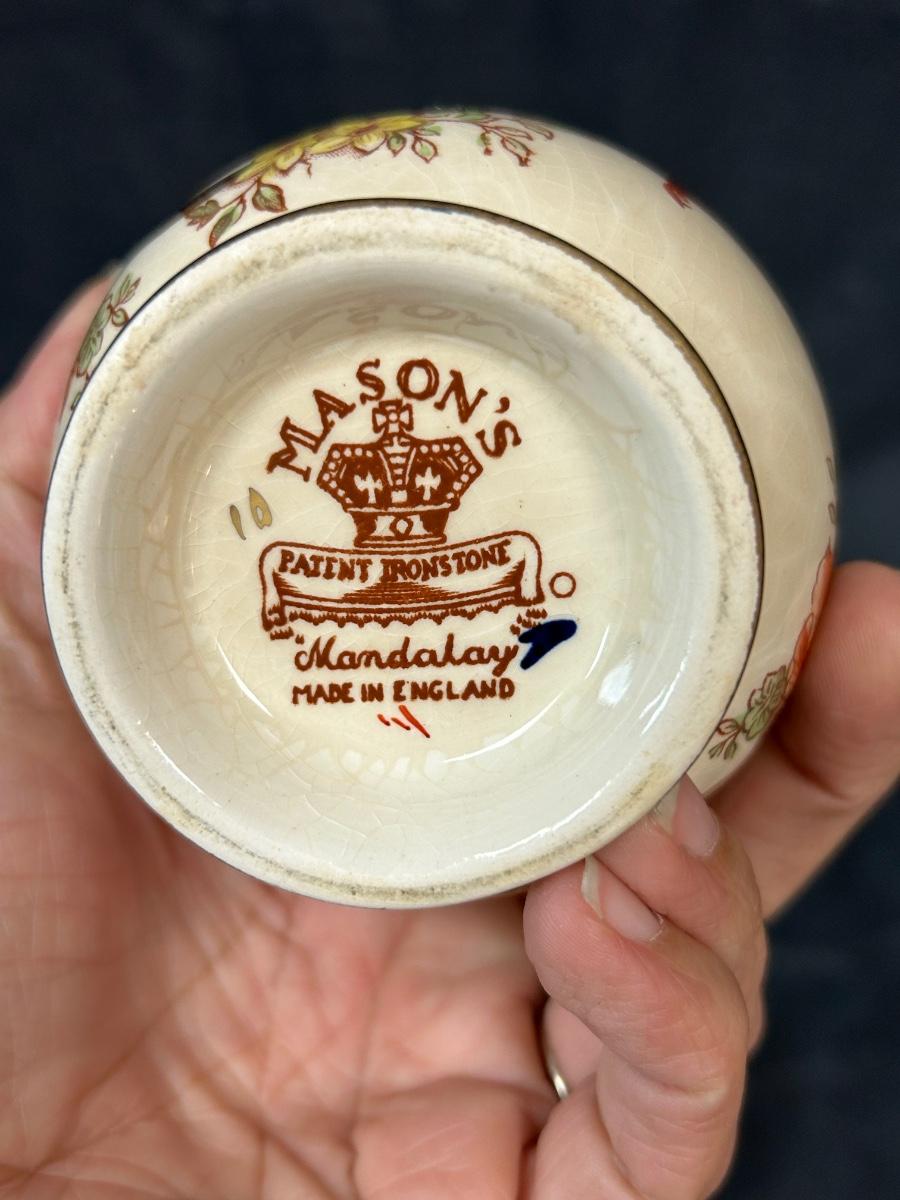 MASON'S
PATENT IRONSTONE
"Mandalay"
MADE IN ENGLAND